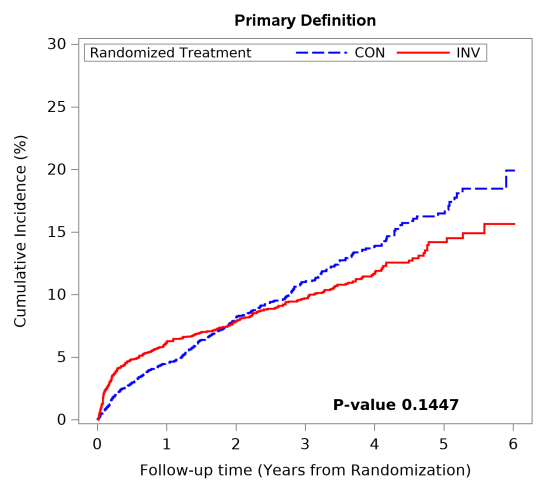 Primary Definition
Randomized Treatment CON INV
Cumulative Incidence (%)
30
25
20
15
10
5
0
P-value 0.1447
0 1 2 3 4 5 6
Follow-up time (Years from Randomization)